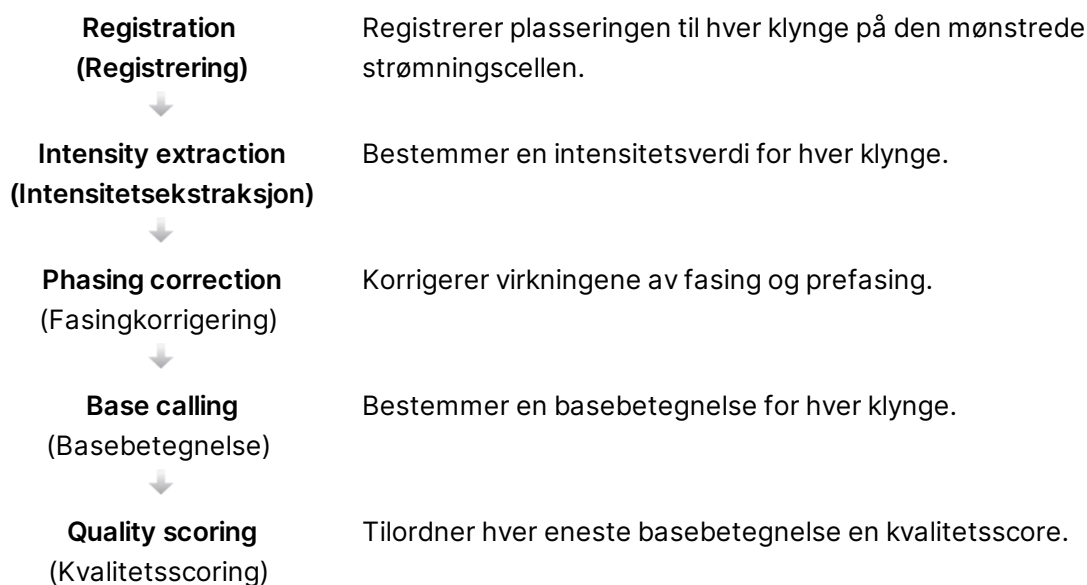 Registration
(Registrering)
Registrerer plasseringen til hver klynge på den mønstrede
strømningscellen.
Intensity extraction
(Intensitetsekstraksjon)
Bestemmer en intensitetsverdi for hver klynge.
Phasing correction
(Fasingkorrigering)
Korrigerer virkningene av fasing og prefasing.
Base calling
(Basebetegnelse)
Bestemmer en basebetegnelse for hver klynge.
Quality scoring
(Kvalitetsscoring)
Tilordner hver eneste basebetegnelse en kvalitetsscore.